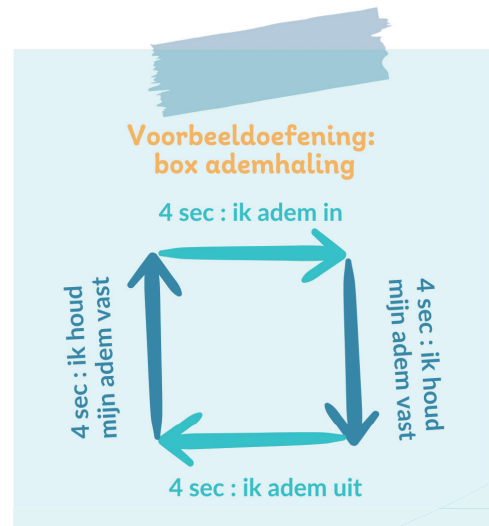 Voorbeeldoefening:
box ademhaling
4 sec : ik adem in
4 sec : ik houd
mijn adem vast
4 sec : ik adem uit
4 sec : ik houd
mijn adem vast